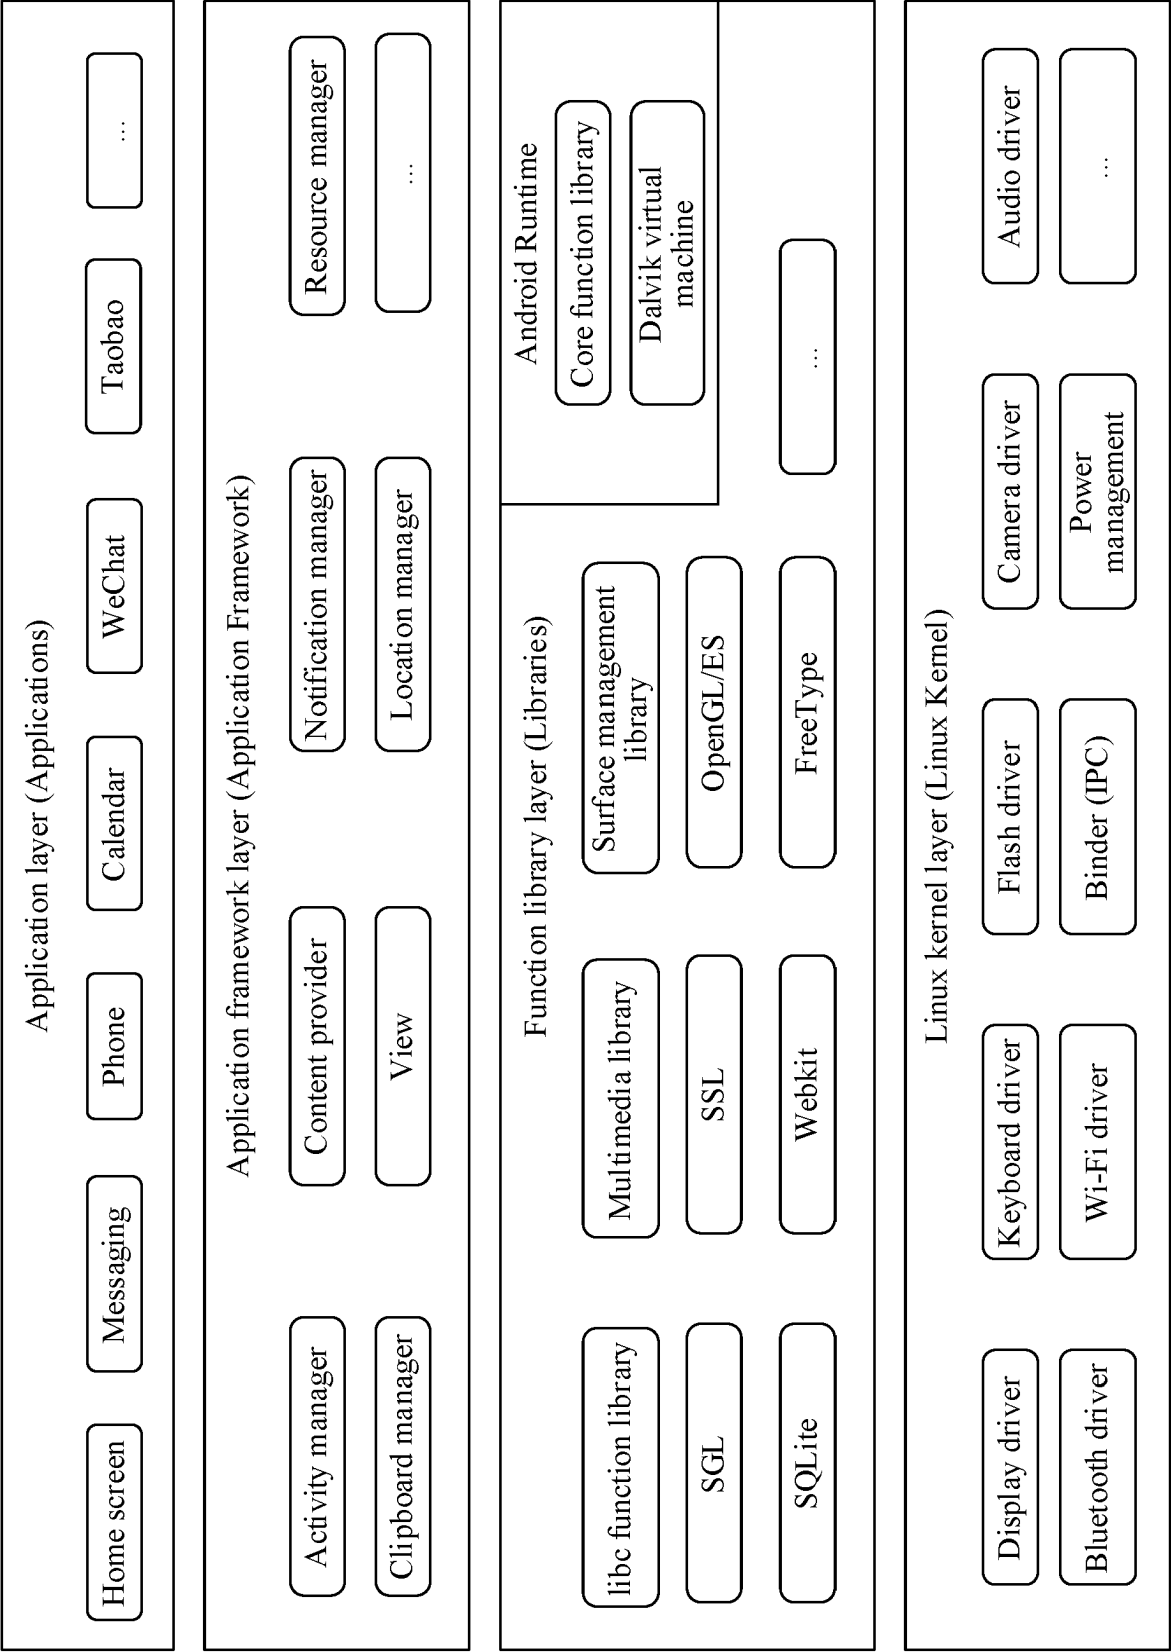 Application layer (Applications)
Home screen
Messaging
Phone
Calendar
WeChat
Taobao
…
Application framework layer (Application Framework)
Activity manager
Content provider
Notification manager
Resource manager
Clipboard manager
View
Location manager
…
Function library layer (Libraries)
libc function library
Multimedia library
Surface management
library
SGL
SSL
OpenGL/ES
SQLite
Webkit
FreeType
…
Android Runtime
Core function library
Dalvik virtual
machine
Linux kernel layer (Linux Kernel)
Display driver
Keyboard driver
Flash driver
Camera driver
Audio driver
Bluetooth driver
Wi-Fi driver
Binder (IPC)
Power
management
…